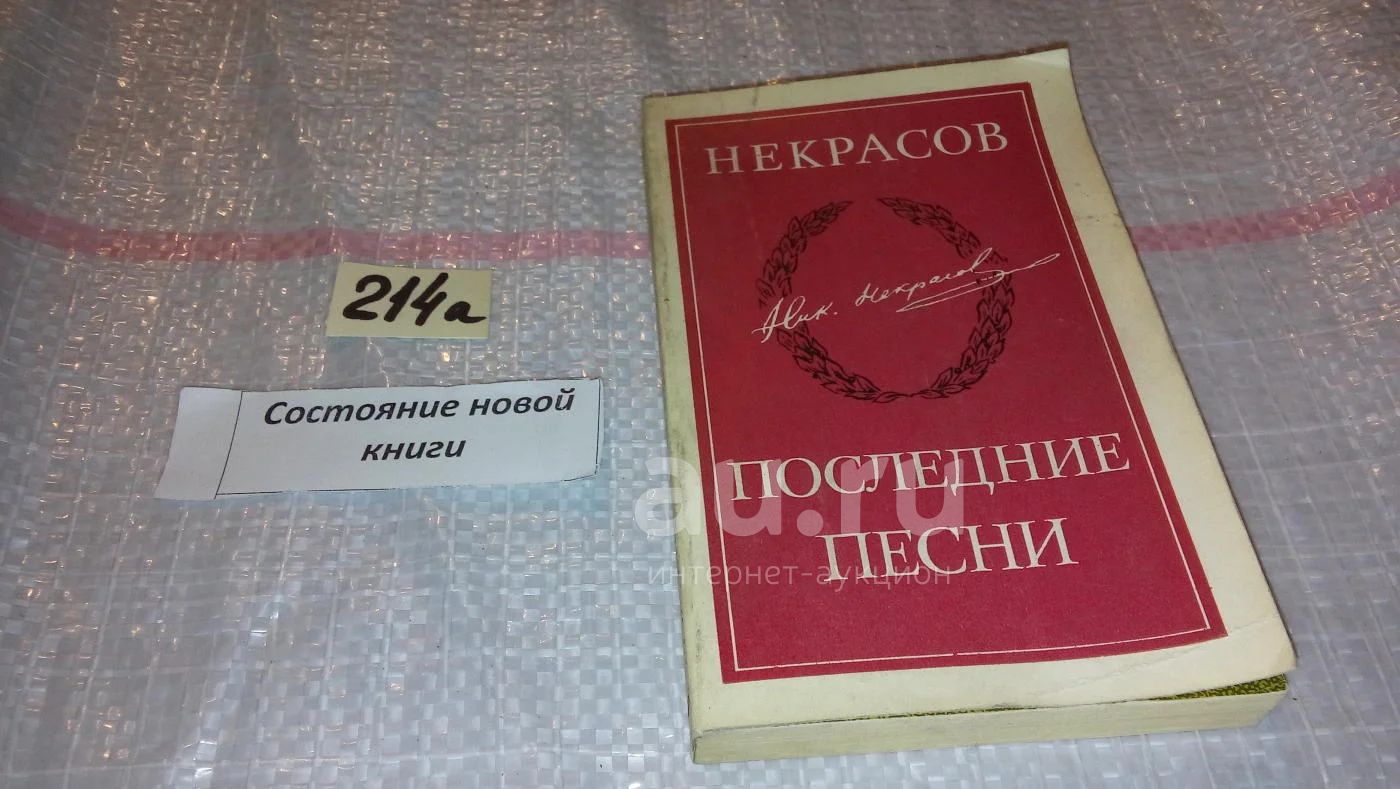 НЕКРАСОВ
Ник. Некрасов
ПОСЛЕДНИЕ
ПЕСНИ
214а
Состояние новой
книги
au.ru
интернет-аукцион